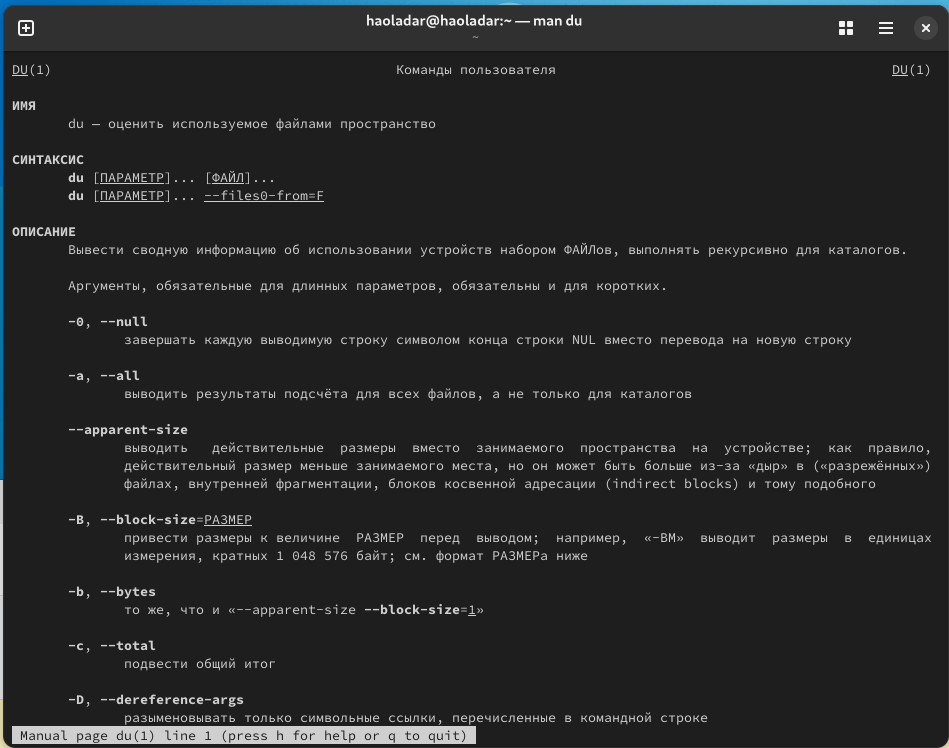 haoladar@haoladar:~ — man du
~
DU(1) Команды пользователя DU(1)
ИМЯ
du — оценить используемое файлами пространство
СИНТАКСИС
du [ПАРАМЕТР]... [ФАЙЛ]...
du [ПАРАМЕТР]... --files0-from=F
ОПИСАНИЕ
Вывести сводную информацию об использовании устройств набором ФАЙЛов, выполнять рекурсивно для каталогов.
Аргументы, обязательные для длинных параметров, обязательны и для коротких.
-0, --null
завершать каждую выводимую строку символом конца строки NUL вместо перевода на новую строку
-a, --all
выводить результаты подсчёта для всех файлов, а не только для каталогов
--apparent-size
выводить действительные размеры вместо занимаемого пространства на устройстве; как правило,
действительный размер меньше занимаемого места, но он может быть больше из-за «дыр» в («разрежённых»)
файлах, внутренней фрагментации, блоков косвенной адресации (indirect blocks) и тому подобного
-B, --block-size=РАЗМЕР
привести размеры к величине РАЗМЕР перед выводом; например, «-BM» выводит размеры в единицах
измерения, кратных 1 048 576 байт; см. формат РАЗМЕРа ниже
-b, --bytes
то же, что и «--apparent-size --block-size=1»
-c, --total
подвести общий итог
-D, --dereference-args
разыменовывать только символьные ссылки, перечисленные в командной строке
Manual page du(1) line 1 (press h for help or q to quit)